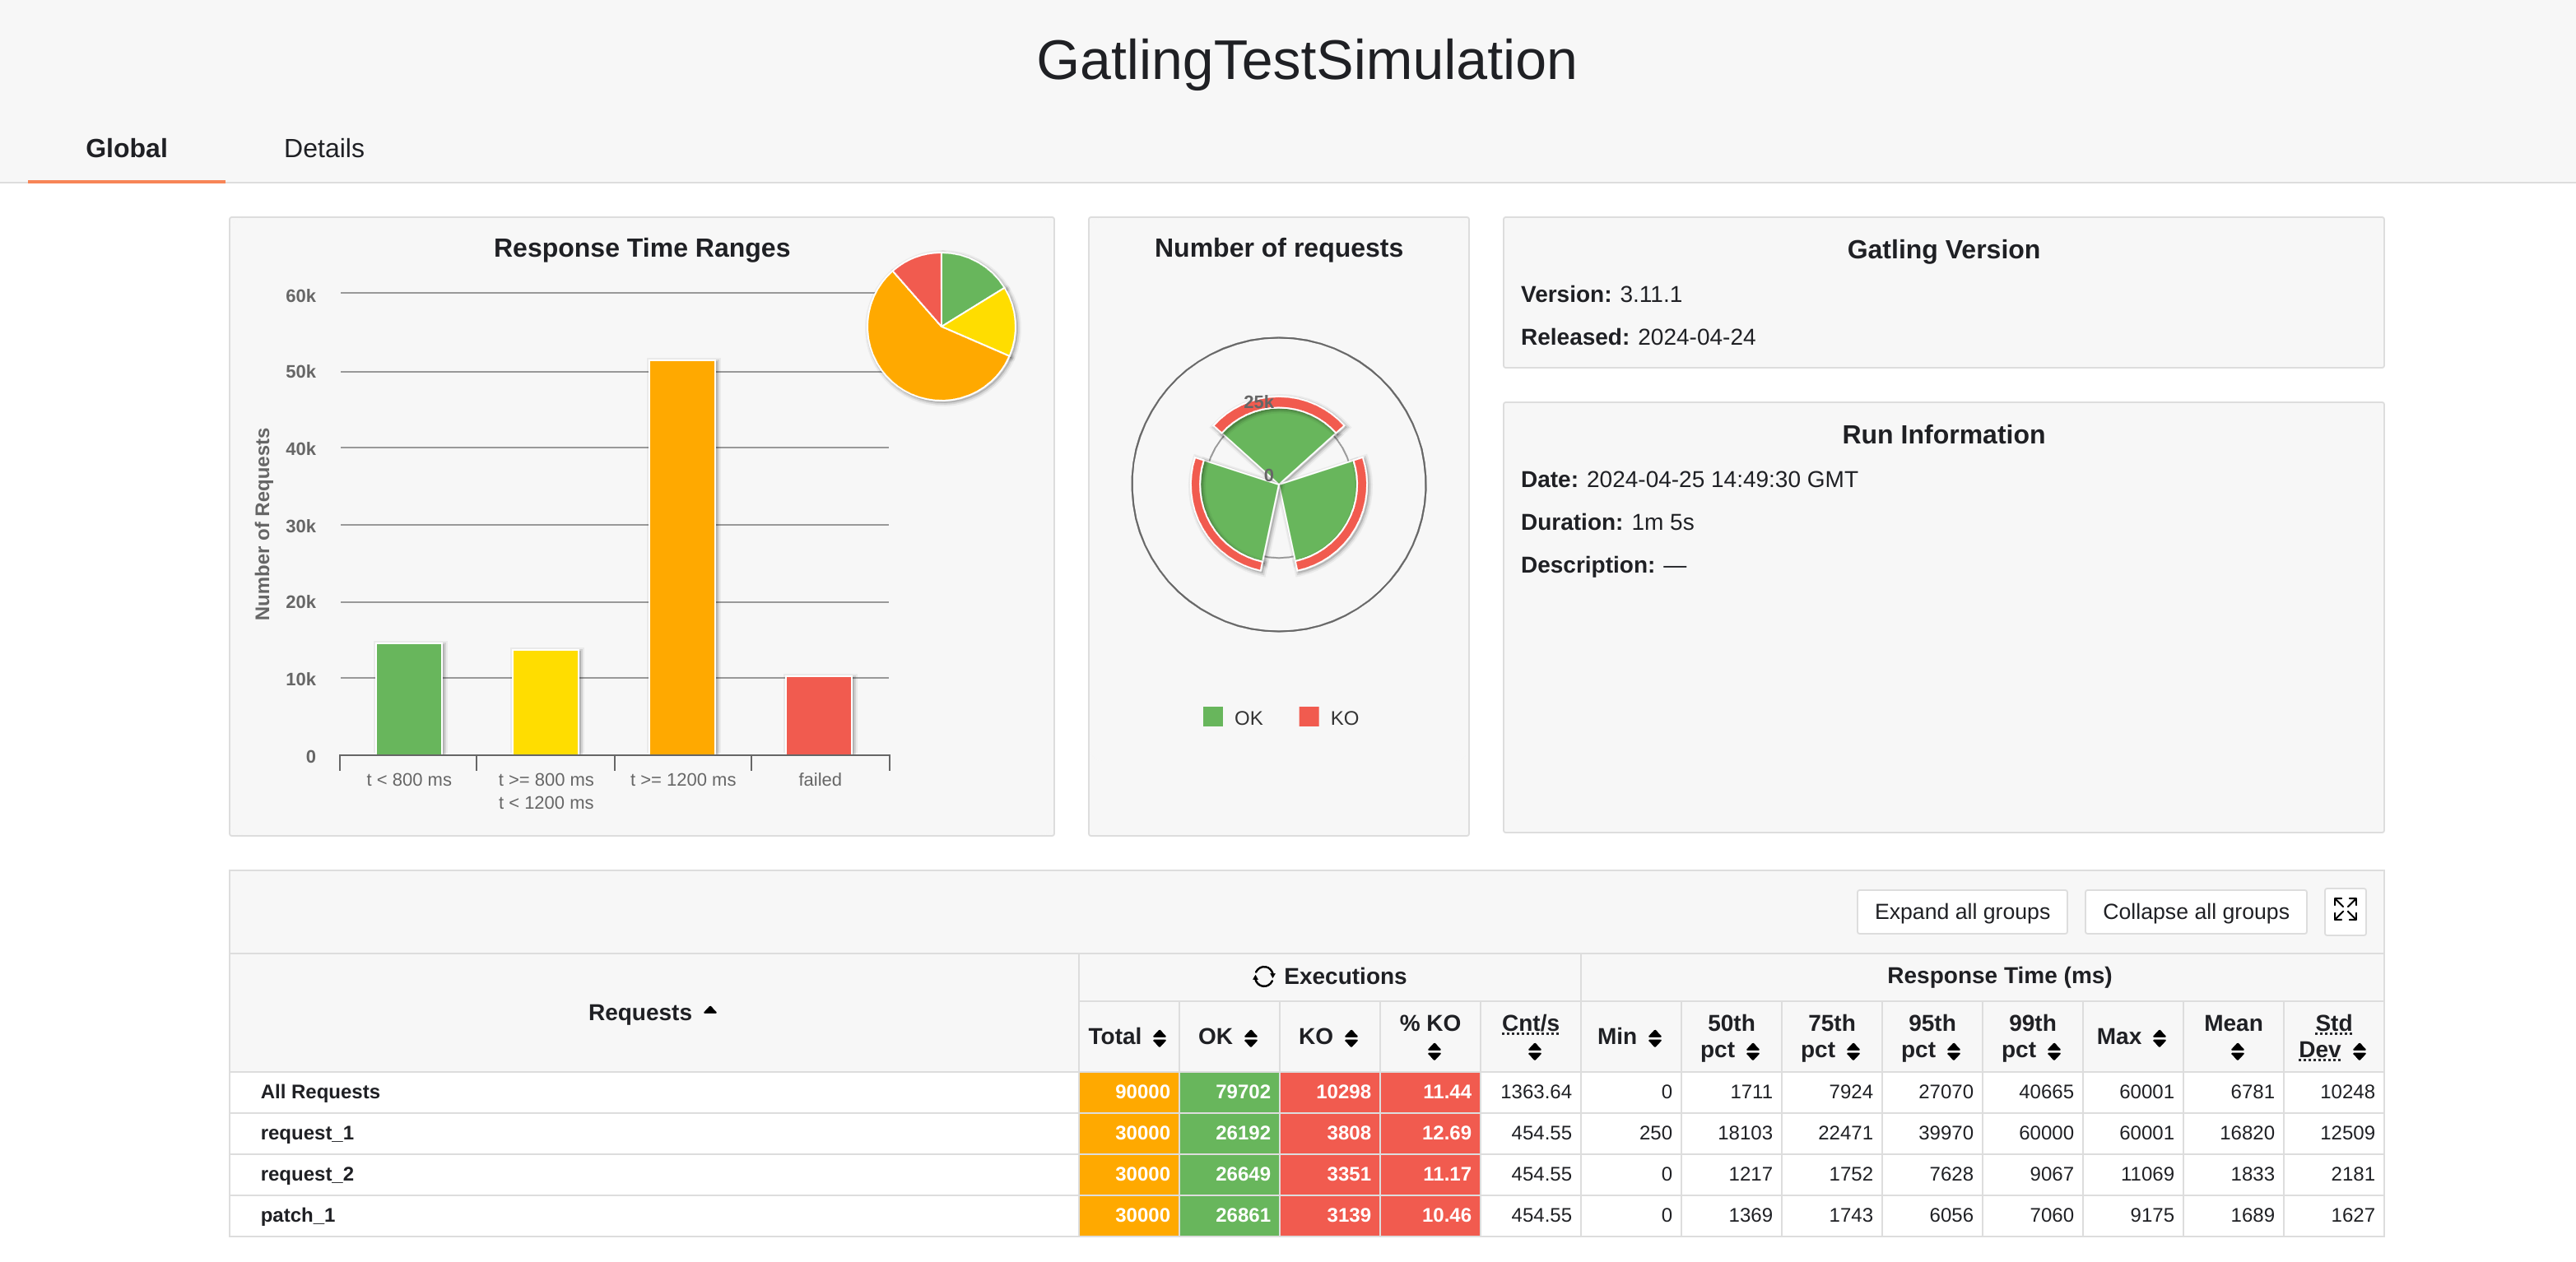 GatlingTestSimulation
Global
Details
Response Time Ranges
Number of Requests
60k
50k
40k
30k
20k
10k
0
t < 800 ms
t >= 800 ms
t < 1200 ms
t >= 1200 ms
failed
Number of requests
25k
0
OK
KO
Gatling Version
Version: 3.11.1
Released: 2024-04-24
Run Information
Date: 2024-04-25 14:49:30 GMT
Duration: 1m 5s
Description: —
Expand all groups
Collapse all groups
Requests
Executions
Response Time (ms)
Total
OK
KO
% KO
Cnt/s
Min
50th pct
75th pct
95th pct
99th pct
Max
Mean
Std Dev
All Requests 90000 79702 10298 11.44 1363.64 0 1711 7924 27070 40665 60001 6781 10248
request_1 30000 26192 3808 12.69 454.55 250 18103 22471 39970 60000 60001 16820 12509
request_2 30000 26649 3351 11.17 454.55 0 1217 1752 7628 9067 11069 1833 2181
patch_1 30000 26861 3139 10.46 454.55 0 1369 1743 6056 7060 9175 1689 1627